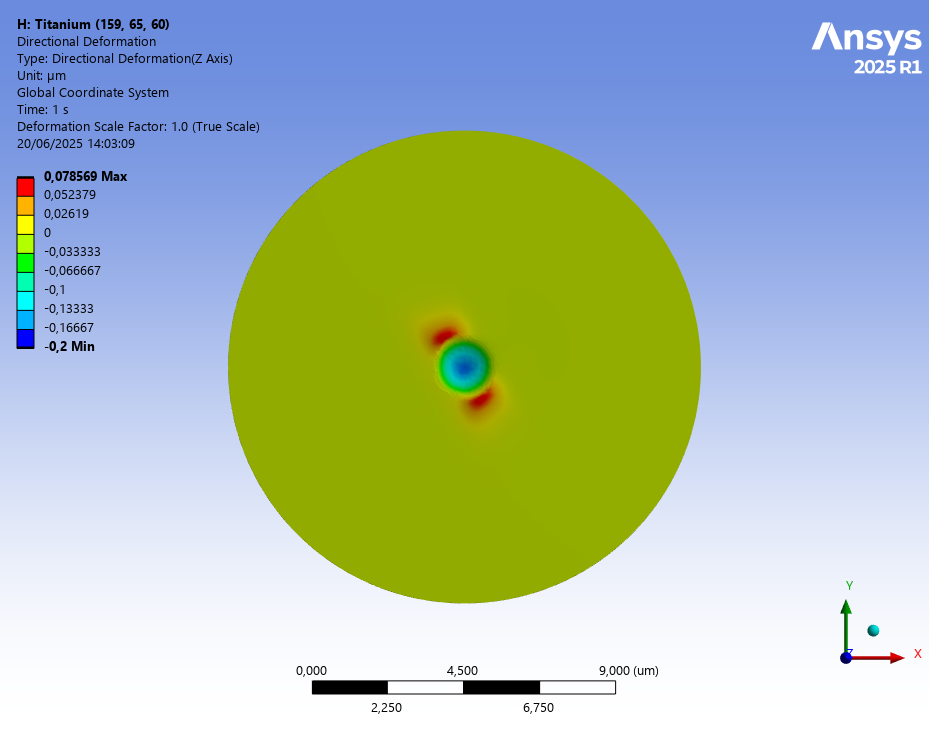 H: Titanium (159, 65, 60)
Directional Deformation
Type: Directional Deformation(Z Axis)
Unit: µm
Global Coordinate System
Time: 1 s
Deformation Scale Factor: 1.0 (True Scale)
20/06/2025 14:03:09
Ansys
2025 R1
0,078569 Max
0,052379
0,02619
0
-0,033333
-0,066667
-0,1
-0,13333
-0,16667
-0,2 Min
Y
Z
X
0,000 4,500 9,000 (um)
2,250 6,750